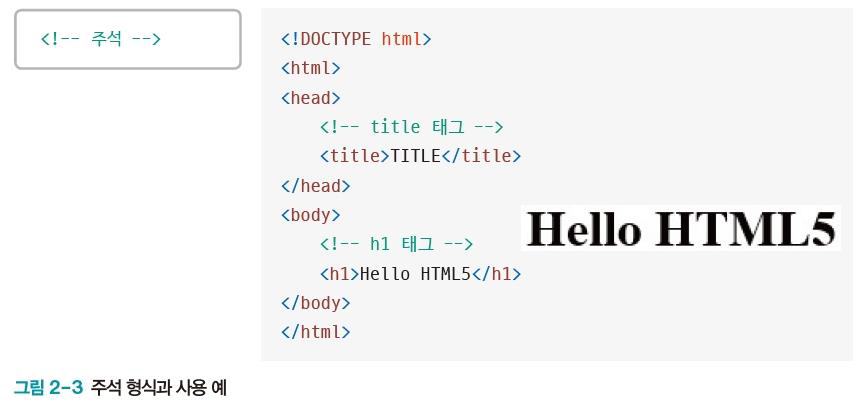 <!-- 주석 -->
<!DOCTYPE html>
<html>
<head>
    <!-- title 태그 -->
    <title>TITLE</title>
</head>
<body>
    <!-- h1 태그 -->
    <h1>Hello HTML5</h1>
</body>
</html>
Hello HTML5
그림 2-3 주석 형식과 사용 예